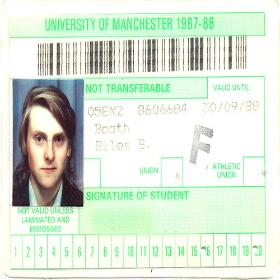 UNIVERSITY OF MANCHESTER 1987-88
NOT TRANSFERABLE
VALID UNTIL
05EM2 8606604 30/09/88
Booth
Giles B.
F
UNION
ATHLETIC
UNION
SIGNATURE OF STUDENT
NOT VALID UNLESS
LAMINATED AND
EMBOSSED
1 2 3 4 5 6 7 8 9 10 11 12 13 14 15 16 17 18 19 20